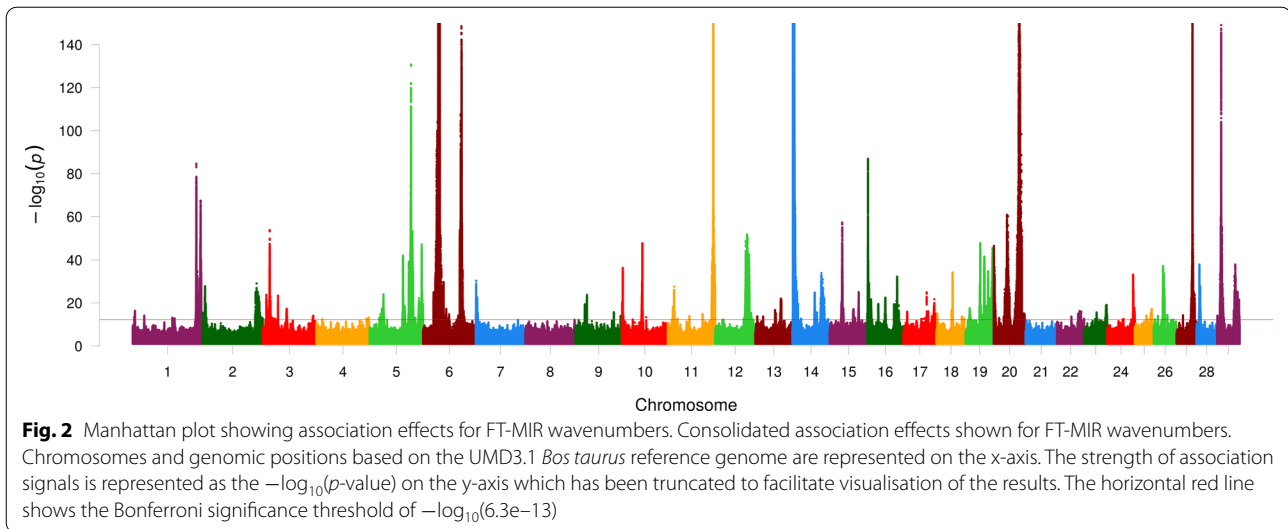 140
120
100
80
60
40
20
0
−log10(p)
1 2 3 4 5 6 7 8 9 10 11 12 13 14 15 16 17 18 19 20 21 22 24 26 28
Chromosome
Fig. 2 Manhattan plot showing association effects for FT-MIR wavenumbers. Consolidated association effects shown for FT-MIR wavenumbers.
Chromosomes and genomic positions based on the UMD3.1 Bos taurus reference genome are represented on the x-axis. The strength of association
signals is represented as the −log10(p-value) on the y-axis which has been truncated to facilitate visualisation of the results. The horizontal red line
shows the Bonferroni significance threshold of −log10(6.3e–13)